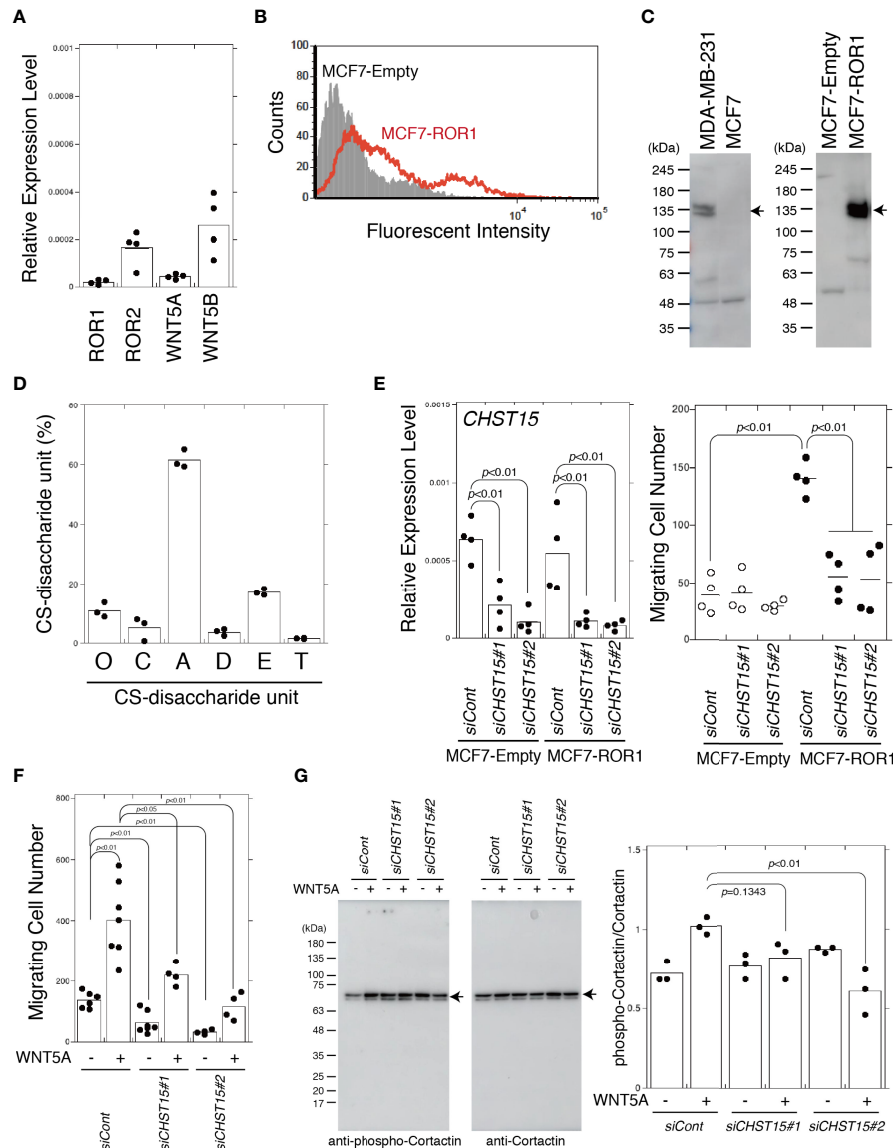 A
Relative Expression Level
0.001
0.0008
0.0006
0.0004
0.0002
0
ROR1
ROR2
WNT5A
WNT5B
B
Counts
100
80
60
40
20
0
MCF7-Empty
MCF7-ROR1
10⁴
10⁵
Fluorescent Intensity
C
MDA-MB-231
MCF7
(kDa)
245
180
135
100
75
63
48
35
MCF7-Empty
MCF7-ROR1
(kDa)
245
180
135
100
75
63
48
35
D
CS-disaccharide unit (%)
80
60
40
20
0
O C A D E T
CS-disaccharide unit
E
Relative Expression Level
0.0015
0.001
0.0005
0
CHST15
p<0.01
p<0.01
p<0.01
p<0.01
siCont
siCHST15#1
siCHST15#2
siCont
siCHST15#1
siCHST15#2
MCF7-Empty
MCF7-ROR1
Migrating Cell Number
200
150
100
50
0
p<0.01
p<0.01
siCont
siCHST15#1
siCHST15#2
siCont
siCHST15#1
siCHST15#2
MCF7-Empty
MCF7-ROR1
F
Migrating Cell Number
800
600
400
200
0
p<0.01
p<0.05
p<0.01
p<0.01
p<0.01
WNT5A - + - + - +
siCont
siCHST15#1
siCHST15#2
G
siCont
siCHST15#1
siCHST15#2
siCont
siCHST15#1
siCHST15#2
WNT5A - + - + - + - + - + - +
(kDa)
180
135
100
75
63
48
35
25
20
17
anti-phospho-Cortactin
anti-Cortactin
phospho-Cortactin/Cortactin
1.5
1
0.5
0
p<0.01
p=0.1343
WNT5A - + - + - +
siCont siCHST15#1 siCHST15#2